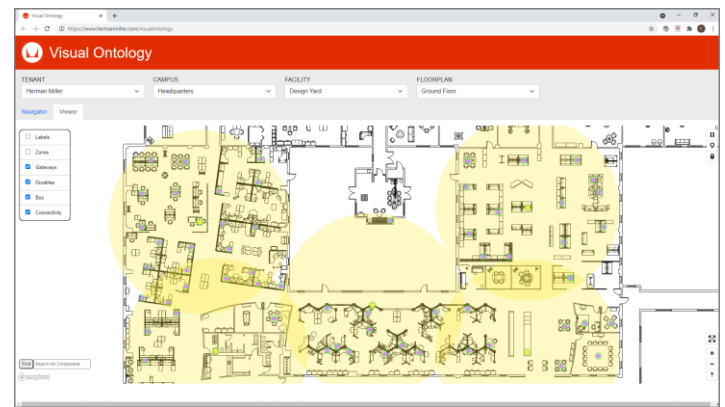 Visual Ontology
https://www.hermanmiller.com/visualontology
Visual Ontology
TENANT CAMPUS FACILITY FLOORPLAN
Herman Miller Headquarters Design Yard Ground Floor
Navigator Viewer
Labels
Zones
Gateways
Durables
Connectivity
Find Search for Component
mapbox